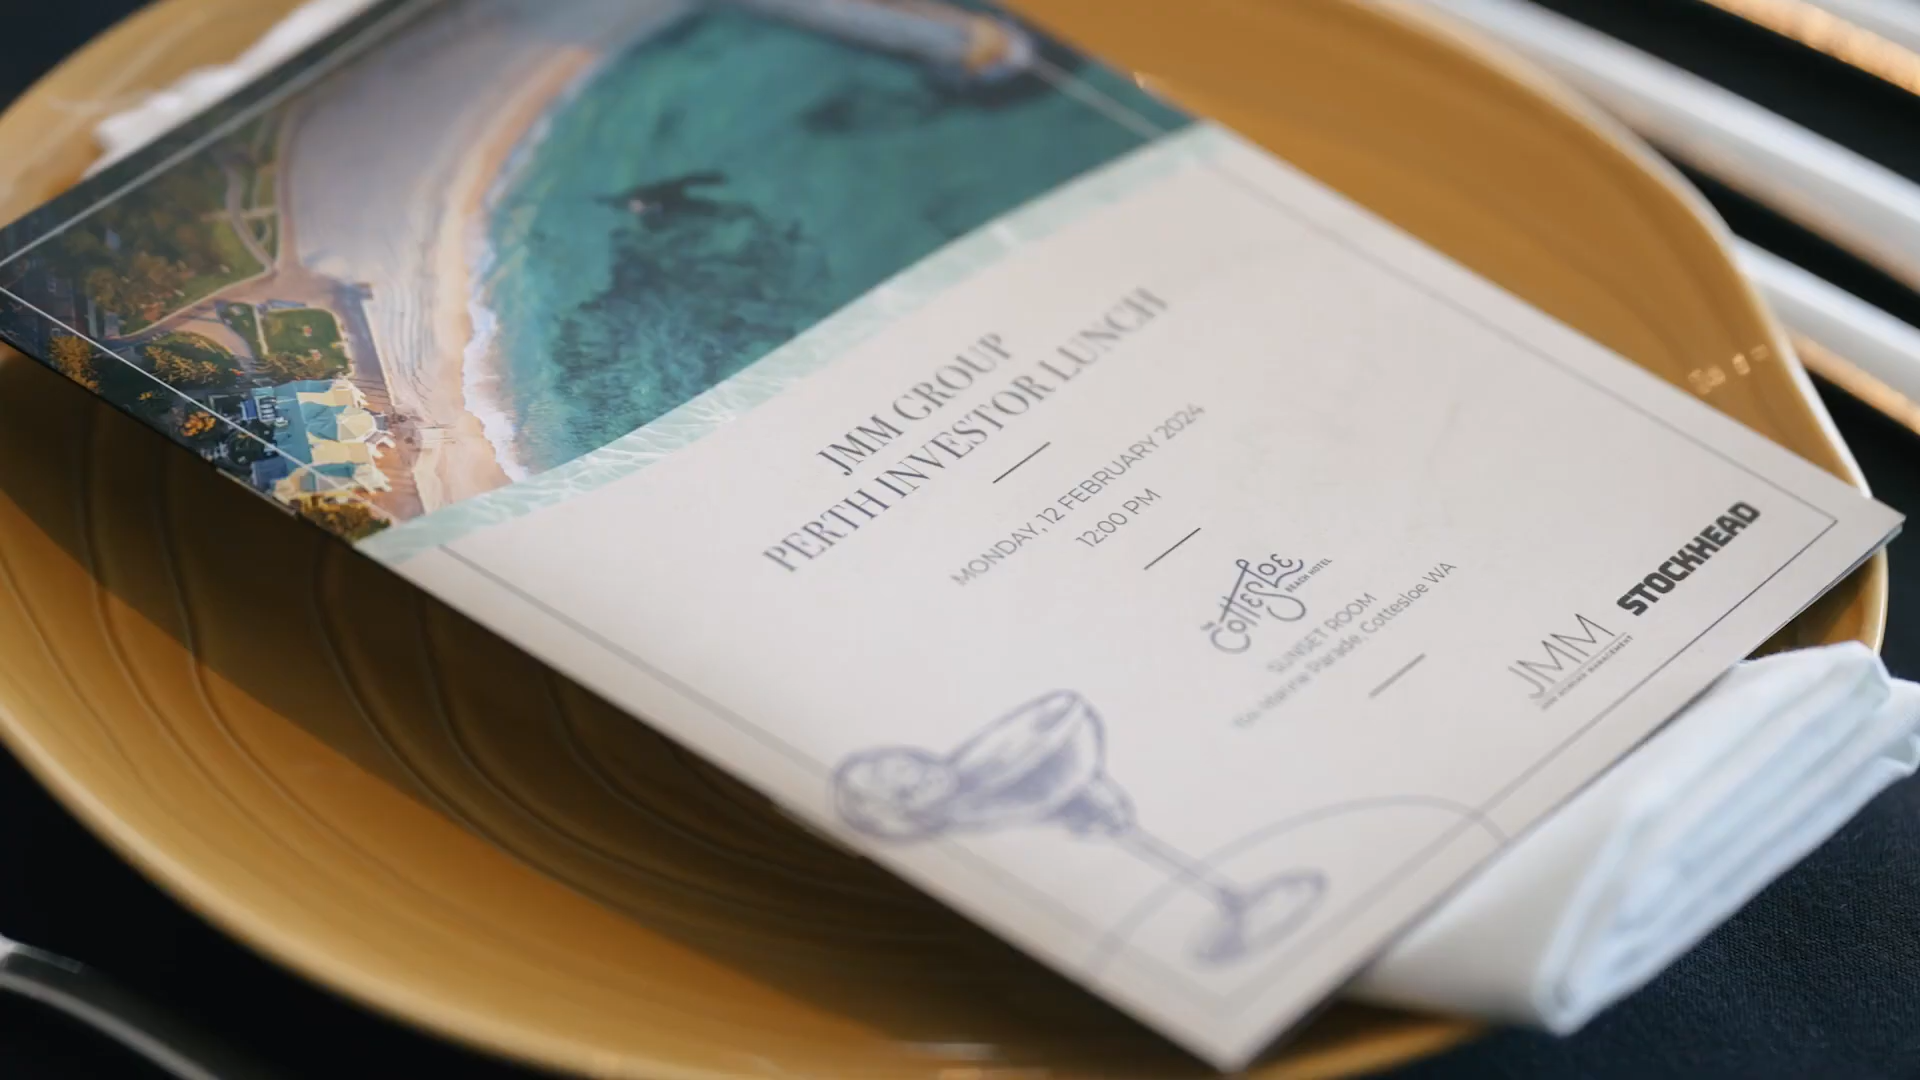 JMM GROUP
PERTH INVESTOR LUNCH
MONDAY, 12 FEBRUARY 2024
12:00 PM
THE
Cottesloe
BEACH HOTEL
SUNSET ROOM
Marine Parade, Cottesloe WA
JMM
STOCKHEAD